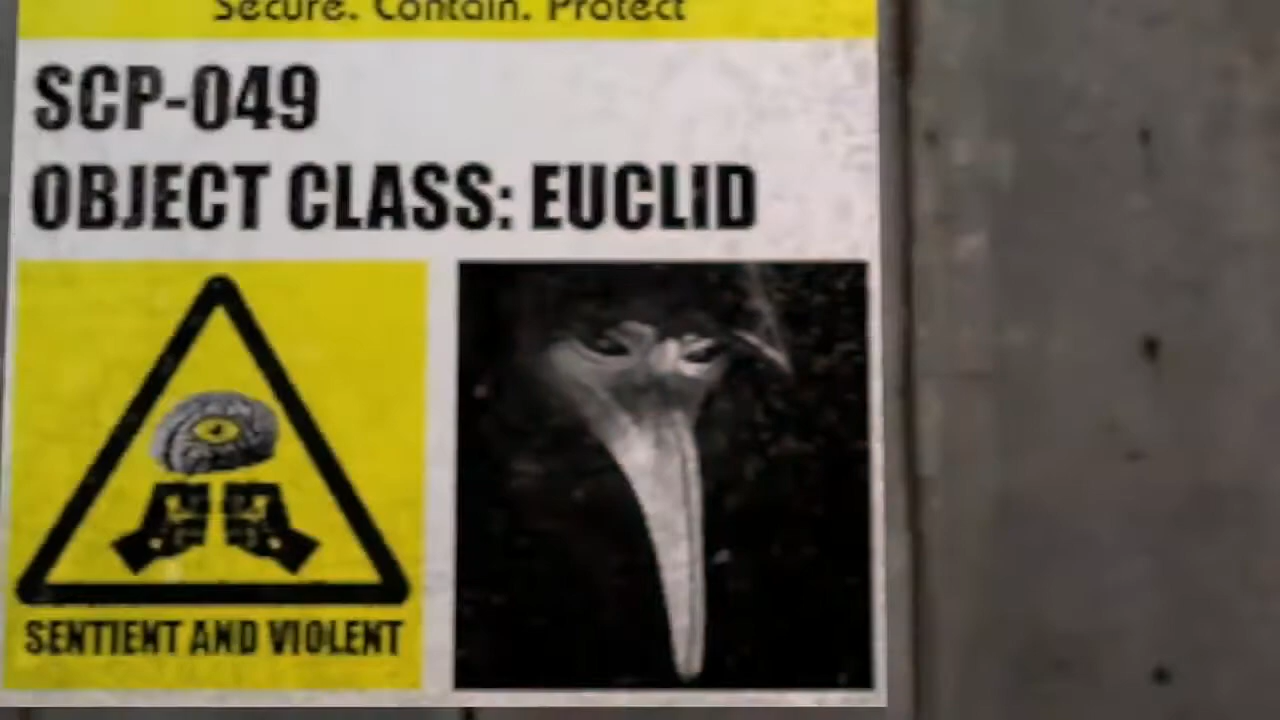 Secure. Contain. Protect
SCP-049
OBJECT CLASS: EUCLID
SENTIENT AND VIOLENT